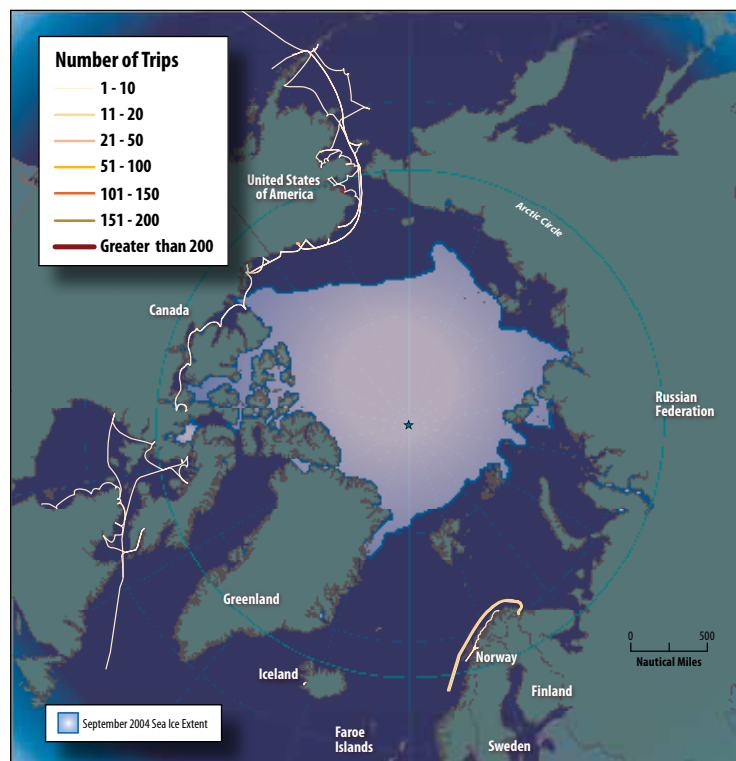 Number of Trips
1 - 10
11 - 20
21 - 50
51 - 100
101 - 150
151 - 200
Greater than 200
United States
of America
Arctic Circle
Canada
Russian
Federation
Greenland
0 500
Nautical Miles
Norway
Iceland
Finland
September 2004 Sea Ice Extent
Faroe
Islands
Sweden